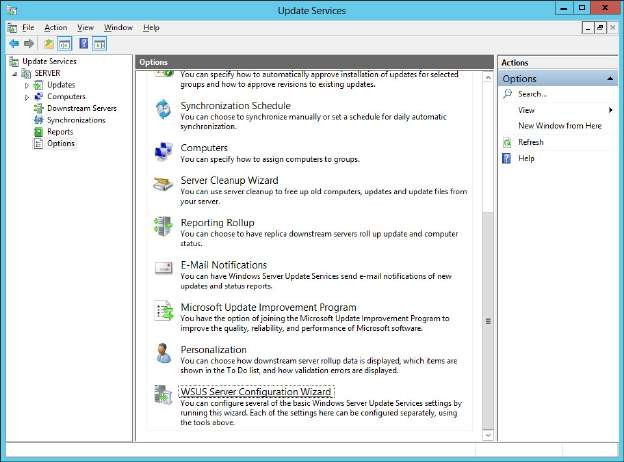 Update Services
File Action View Window Help
Update Services
SERVER
Updates
Computers
Downstream Servers
Synchronizations
Reports
Options
Options
You can specify how to automatically approve installation of updates for selected
groups and how to approve revisions to existing updates.
Synchronization Schedule
You can choose to synchronize manually or set a schedule for daily automatic
synchronization.
Computers
You can specify how to assign computers to groups.
Server Cleanup Wizard
You can use server cleanup to free up old computers, updates and update files from
your server.
Reporting Rollup
You can choose to have replica downstream servers roll up update and computer
status.
E-Mail Notifications
You can have Windows Server Update Services send e-mail notifications of new
updates and status reports.
Microsoft Update Improvement Program
You have the option of joining the Microsoft Update Improvement Program to
improve the quality, reliability, and performance of Microsoft software.
Personalization
You can choose how downstream server rollup data is displayed, which items are
shown in the To Do list, and how validation errors are displayed.
WSUS Server Configuration Wizard
You can configure several of the basic Windows Server Update Services settings by
running this wizard. Each of the settings here can be configured separately, using
the tools above.
Actions
Options
Search...
View
New Window from Here
Refresh
Help